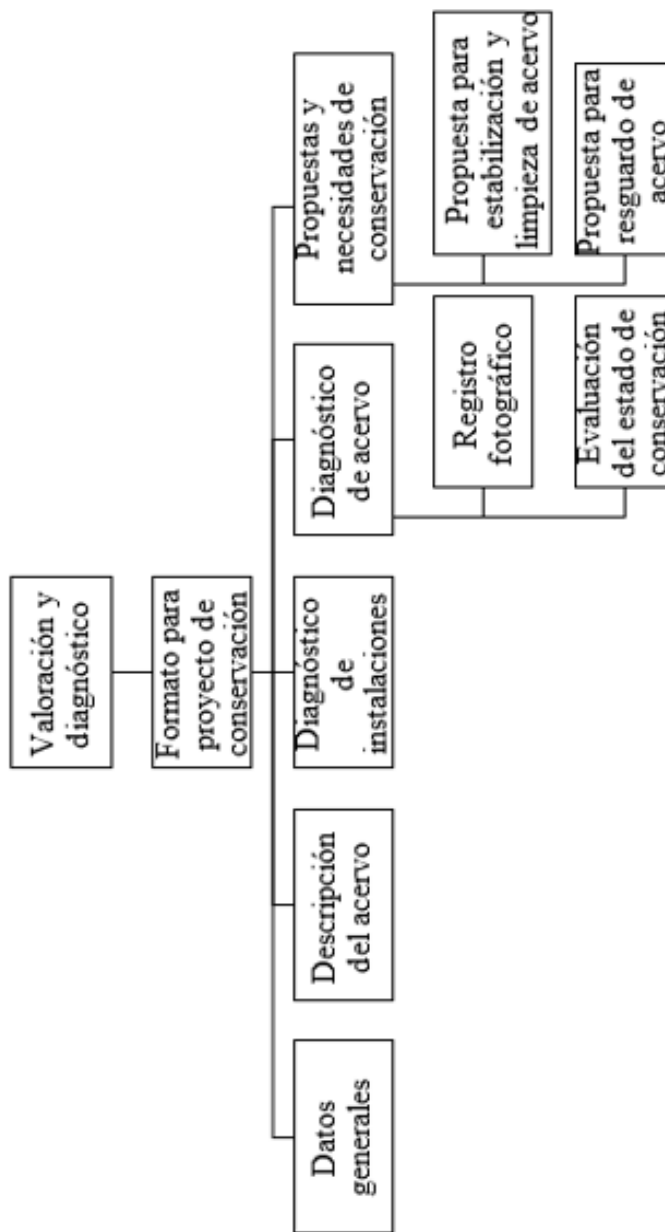 Valoración y
diagnóstico
Formato para
proyecto de
conservación
Datos
generales
Descripción
del acervo
Diagnóstico
de
instalaciones
Diagnóstico
de acervo
Propuestas y
necesidades de
conservación
Registro
fotográfico
Evaluación
del estado de
conservación
Propuesta para
estabilización y
limpieza de acervo
Propuesta para
resguardo de
acervo